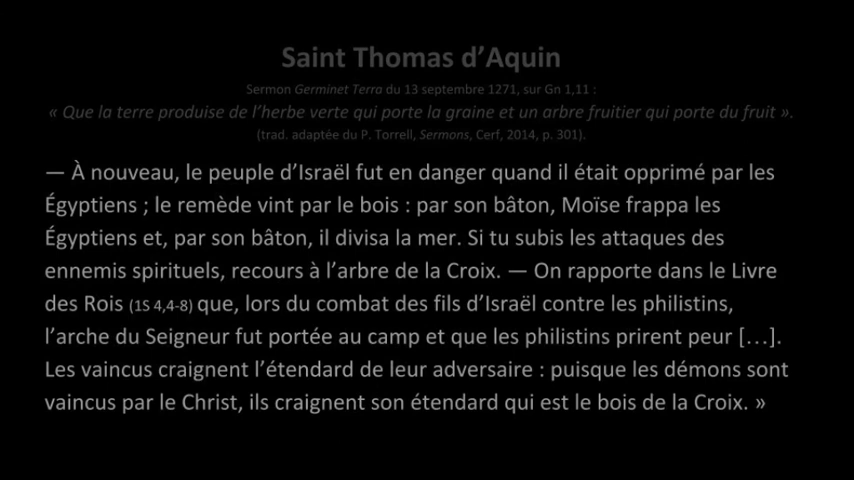 Saint Thomas d’Aquin
Sermon Germinet Terra du 13 septembre 1271, sur Gn 1,11 :
« Que la terre produise de l’herbe verte qui porte la graine et un arbre fruitier qui porte du fruit ».
(trad. adaptée du P. Torrell, Sermons, Cerf, 2014, p. 301).
— À nouveau, le peuple d’Israël fut en danger quand il était opprimé par les
Égyptiens ; le remède vint par le bois : par son bâton, Moïse frappa les
Égyptiens et, par son bâton, il divisa la mer. Si tu subis les attaques des
ennemis spirituels, recours à l’arbre de la Croix. — On rapporte dans le Livre
des Rois (1S 4,4-8) que, lors du combat des fils d’Israël contre les philistins,
l’arche du Seigneur fut portée au camp et que les philistins prirent peur […].
Les vaincus craignent l’étendard de leur adversaire : puisque les démons sont
vaincus par le Christ, ils craignent son étendard qui est le bois de la Croix. »